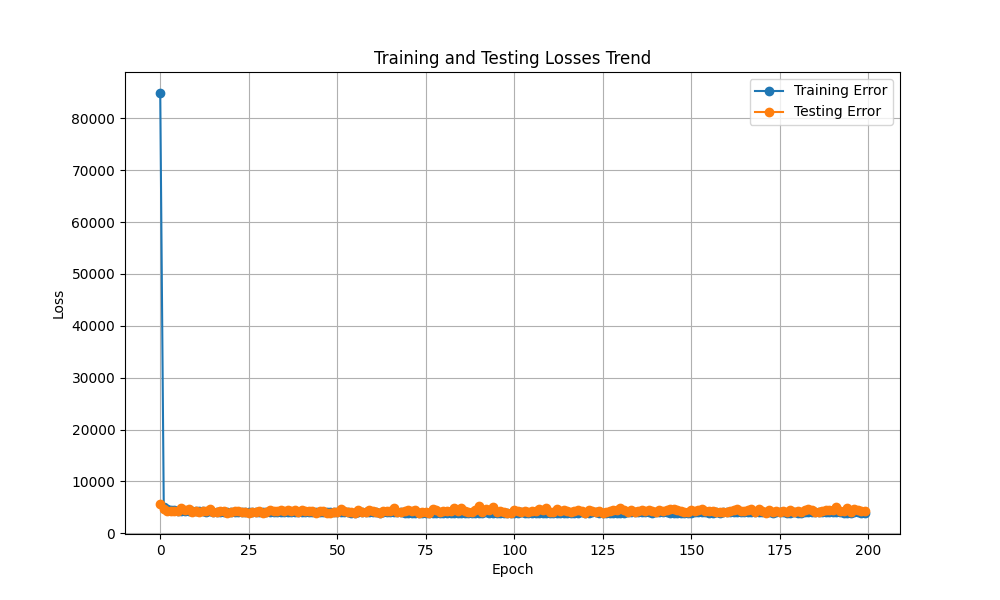 Training and Testing Losses Trend
Training Error
Testing Error
80000
70000
60000
50000
40000
30000
20000
10000
0
Loss
0 25 50 75 100 125 150 175 200
Epoch